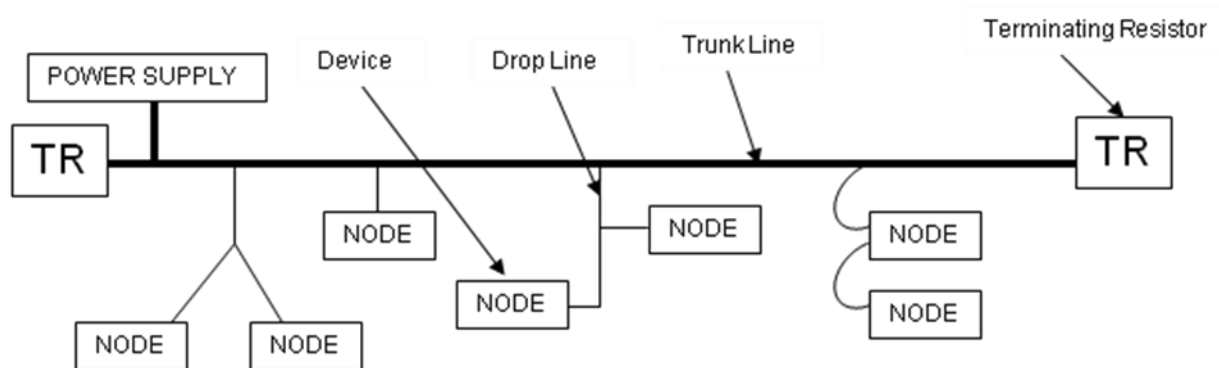 Terminating Resistor
Trunk Line
Device
Drop Line
POWER SUPPLY
TR
TR
NODE
NODE
NODE
NODE
NODE
NODE
NODE